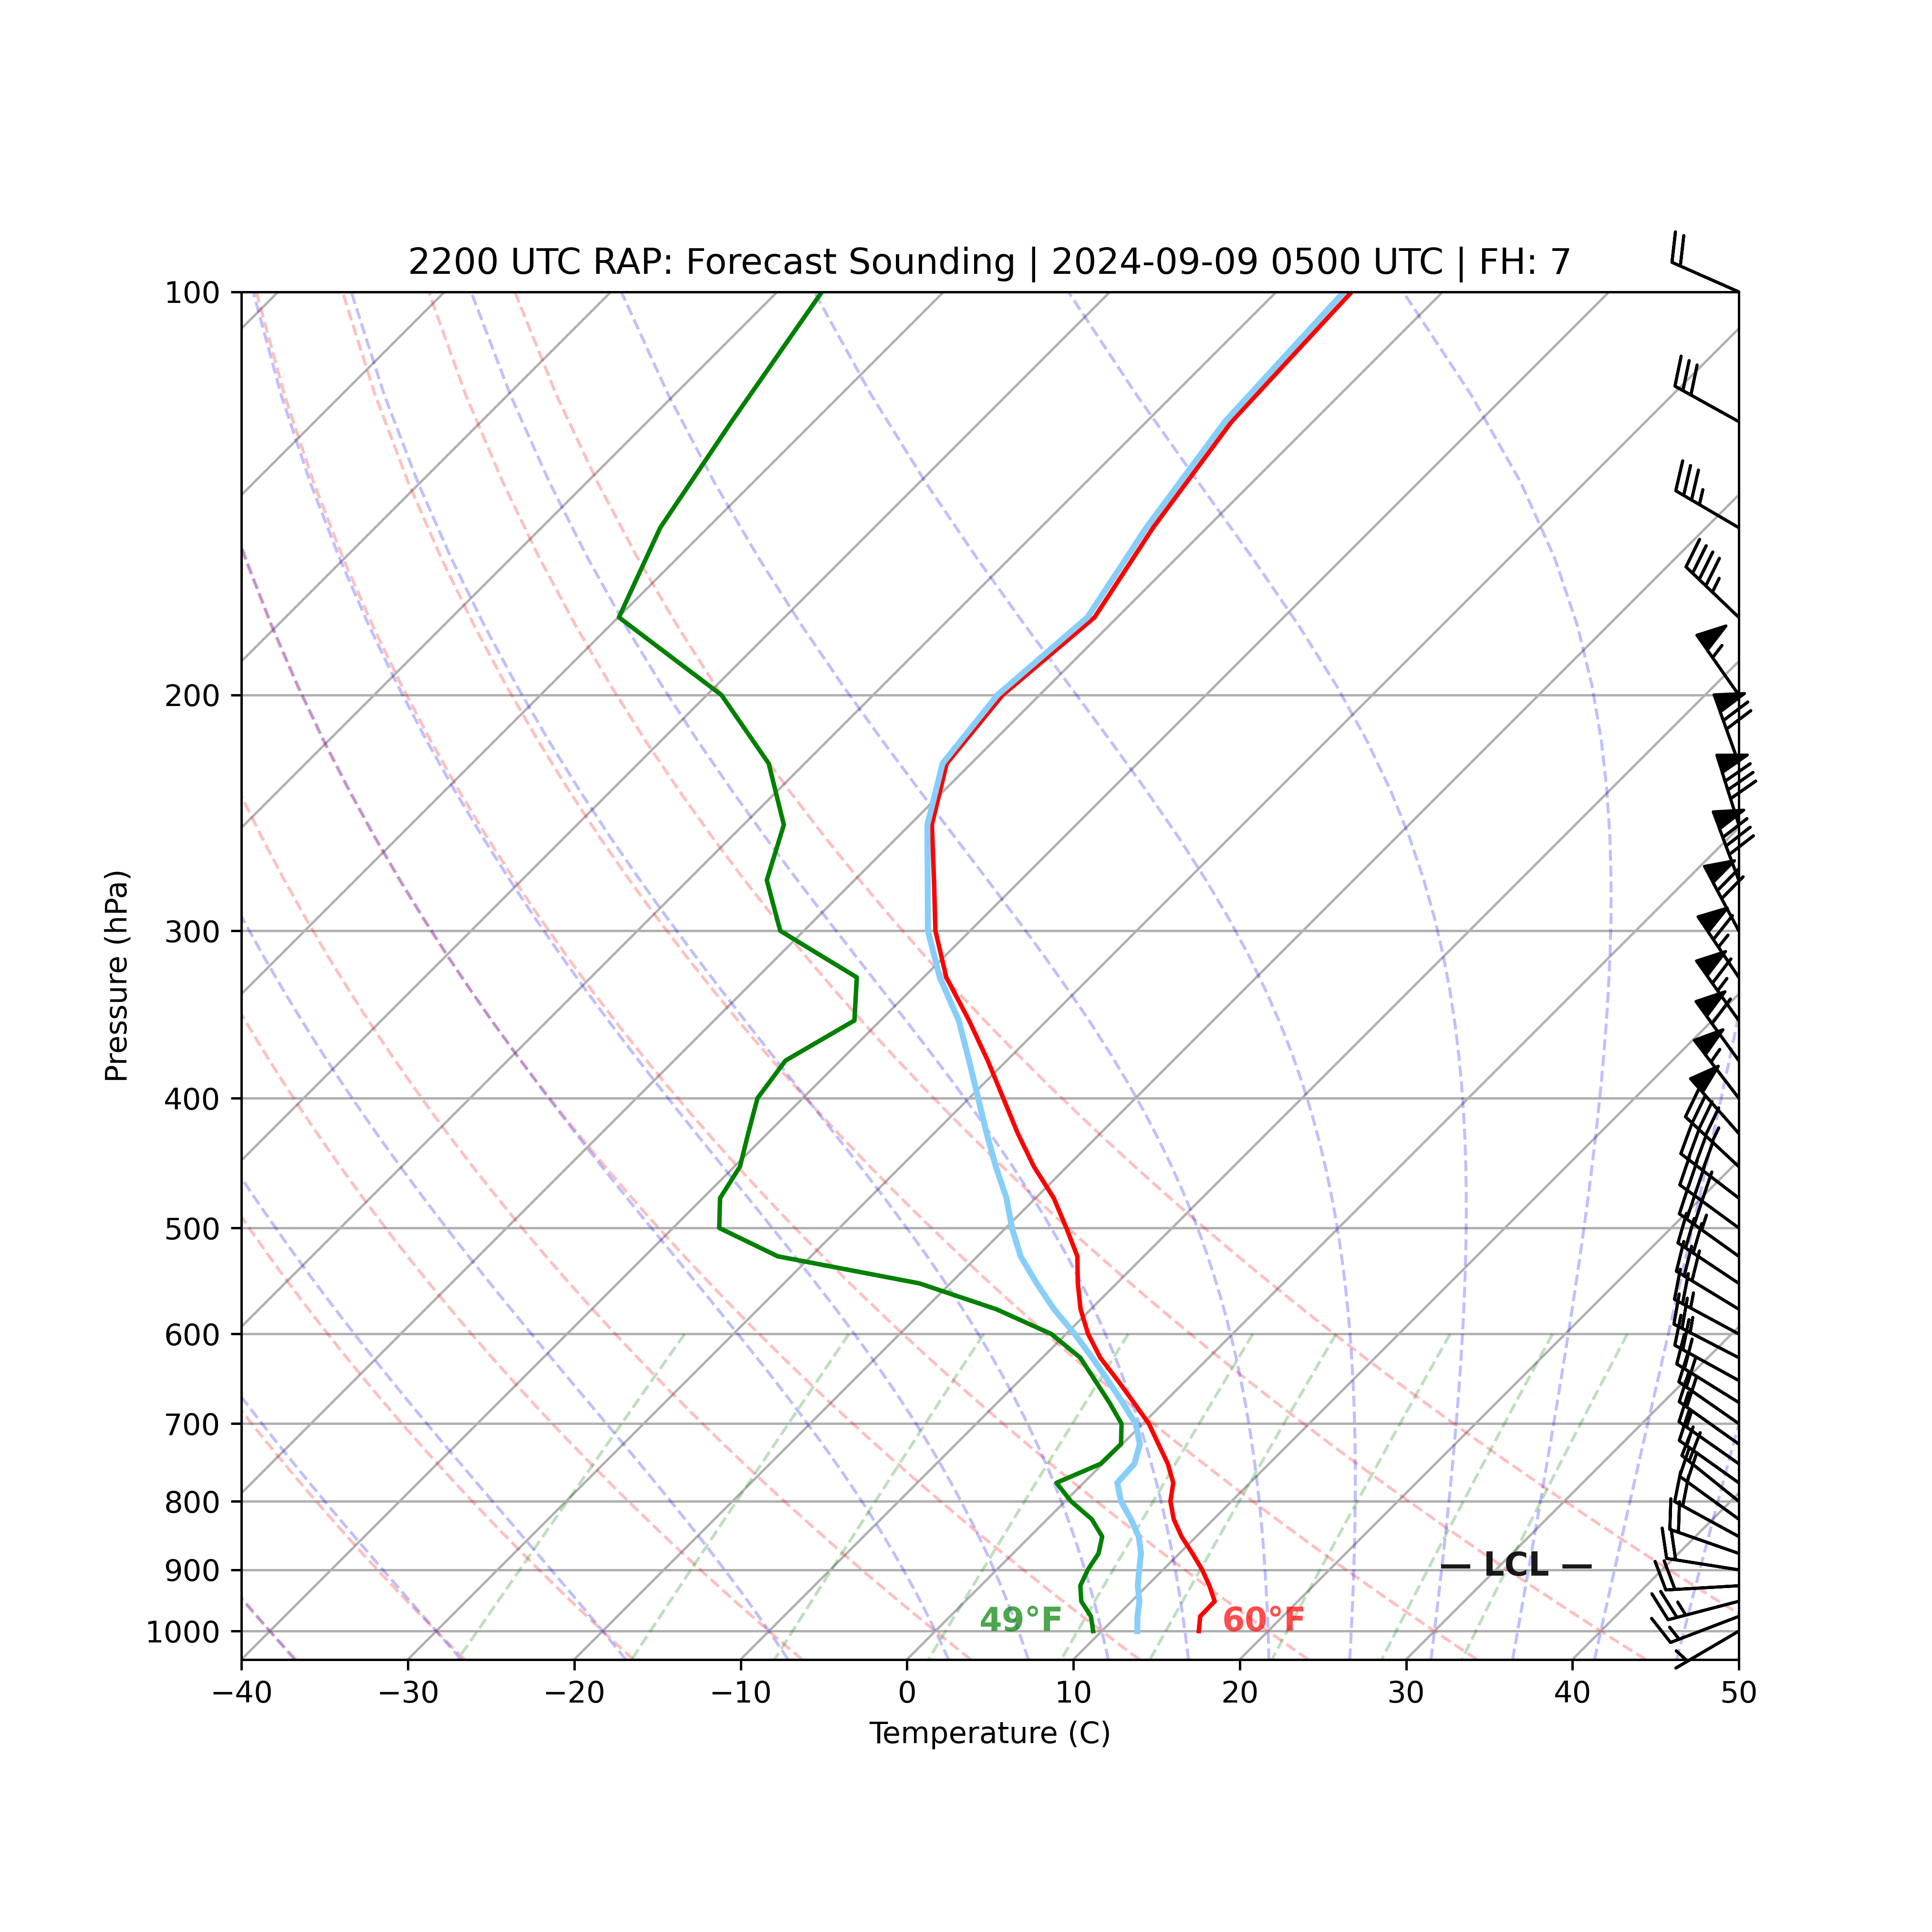 2200 UTC RAP: Forecast Sounding | 2024-09-09 0500 UTC | FH: 7
100
200
300
400
500
600
700
800
900
1000
Pressure (hPa)
— LCL —
49°F
60°F
−40 −30 −20 −10 0 10 20 30 40 50
Temperature (C)